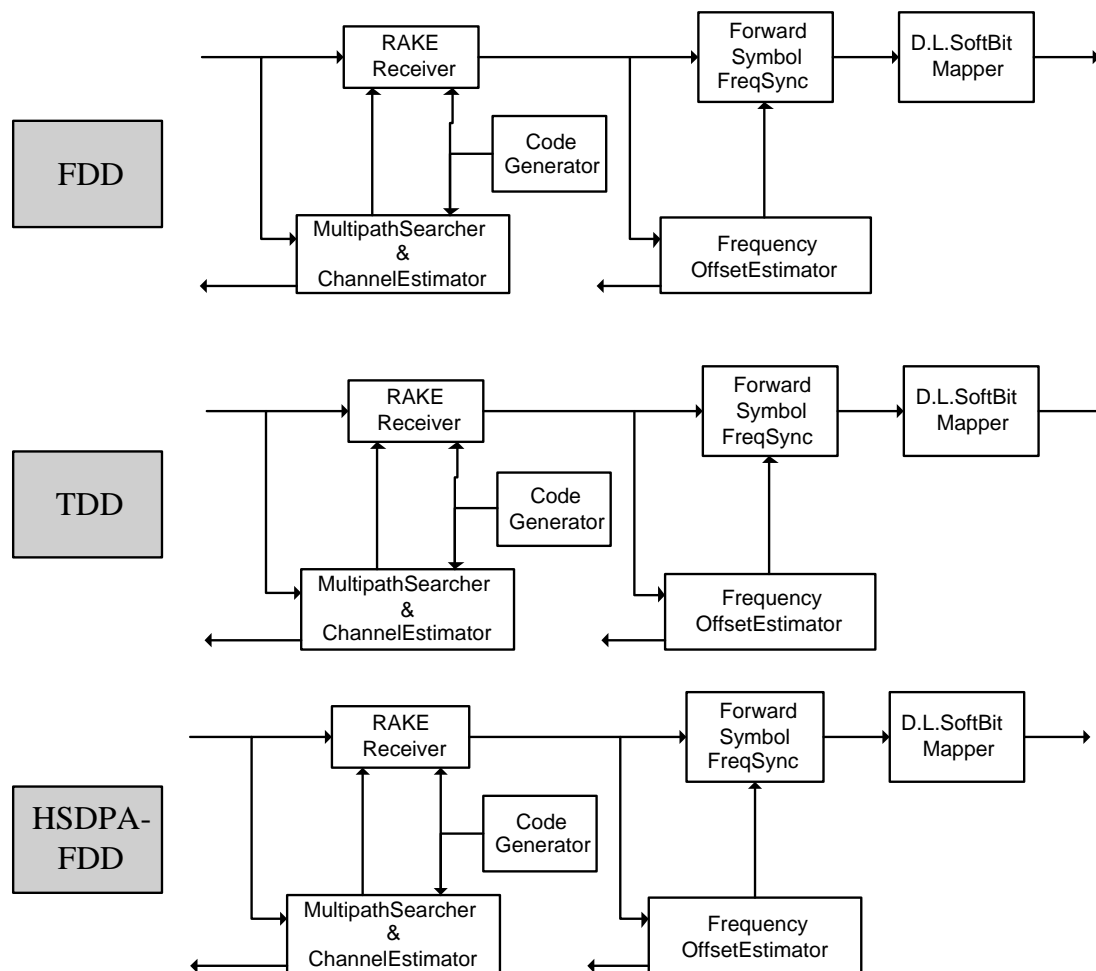 RAKE
Receiver
Forward
Symbol
FreqSync
D.L.SoftBit
Mapper
FDD
Code
Generator
MultipathSearcher
&
ChannelEstimator
Frequency
OffsetEstimator
RAKE
Receiver
Forward
Symbol
FreqSync
D.L.SoftBit
Mapper
TDD
Code
Generator
MultipathSearcher
&
ChannelEstimator
Frequency
OffsetEstimator
RAKE
Receiver
Forward
Symbol
FreqSync
D.L.SoftBit
Mapper
HSDPA-
FDD
Code
Generator
MultipathSearcher
&
ChannelEstimator
Frequency
OffsetEstimator